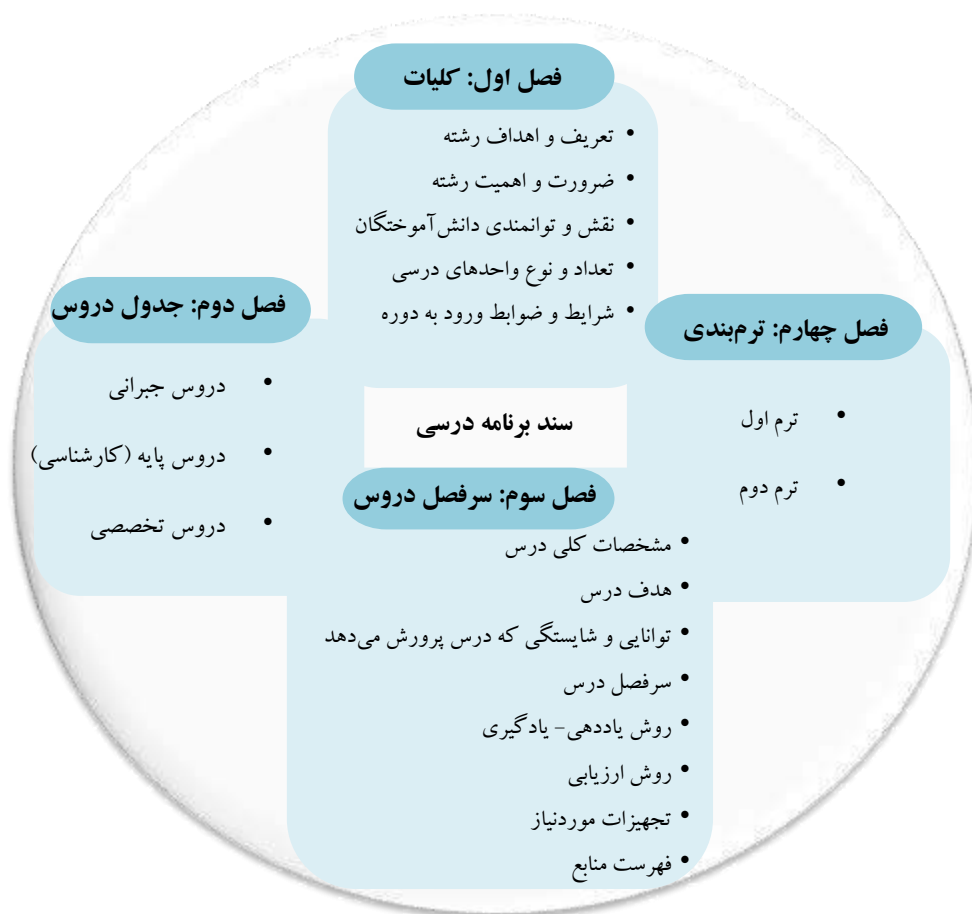 فصل اول: کلیات
• تعریف و اهداف رشته
• ضرورت و اهمیت رشته
• نقش و توانمندی دانش‌آموختگان
• تعداد و نوع واحدهای درسی
• شرایط و ضوابط ورود به دوره
فصل دوم: جدول دروس
• دروس جبرانی
• دروس پایه (کارشناسی)
• دروس تخصصی
سند برنامه درسی
فصل سوم: سرفصل دروس
• مشخصات کلی درس
• هدف درس
• توانایی و شایستگی که درس پرورش می‌دهد
• سرفصل درس
• روش یاددهی- یادگیری
• روش ارزیابی
• تجهیزات موردنیاز
• فهرست منابع
فصل چهارم: ترم‌بندی
• ترم اول
• ترم دوم